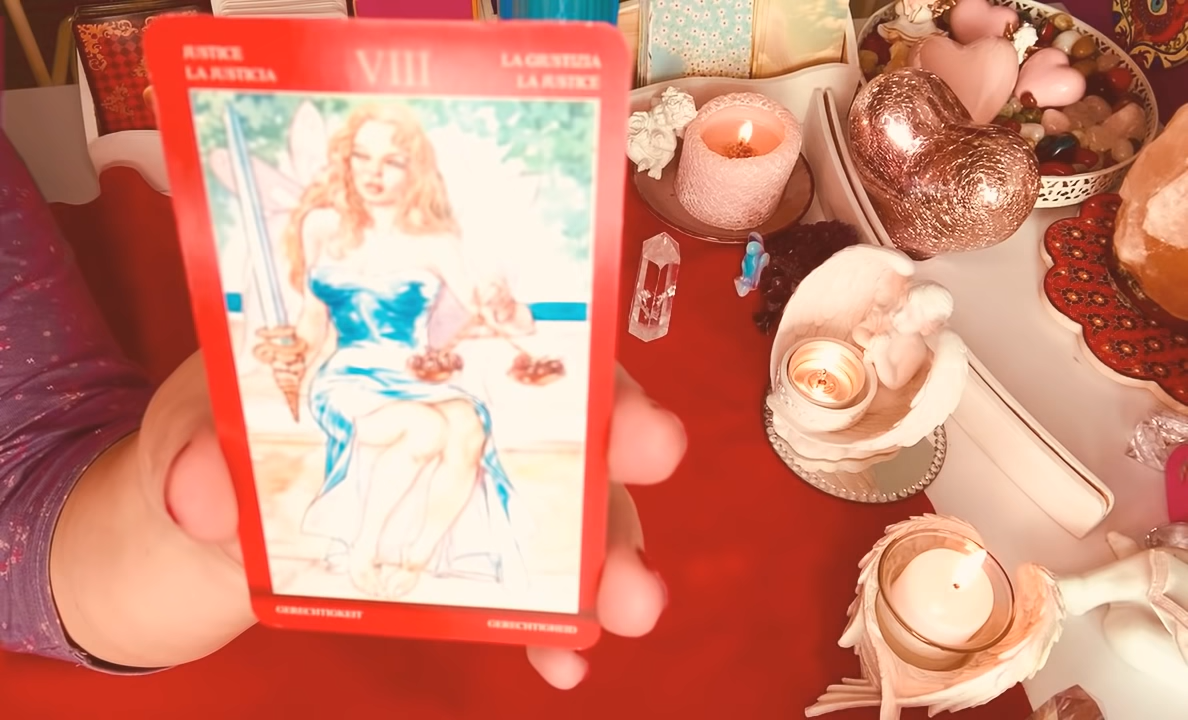 JUSTICE
LA JUSTICIA
VIII
LA GIUSTIZIA
LA JUSTICE
GERECHTIGKEIT
GERECHTIGHEID